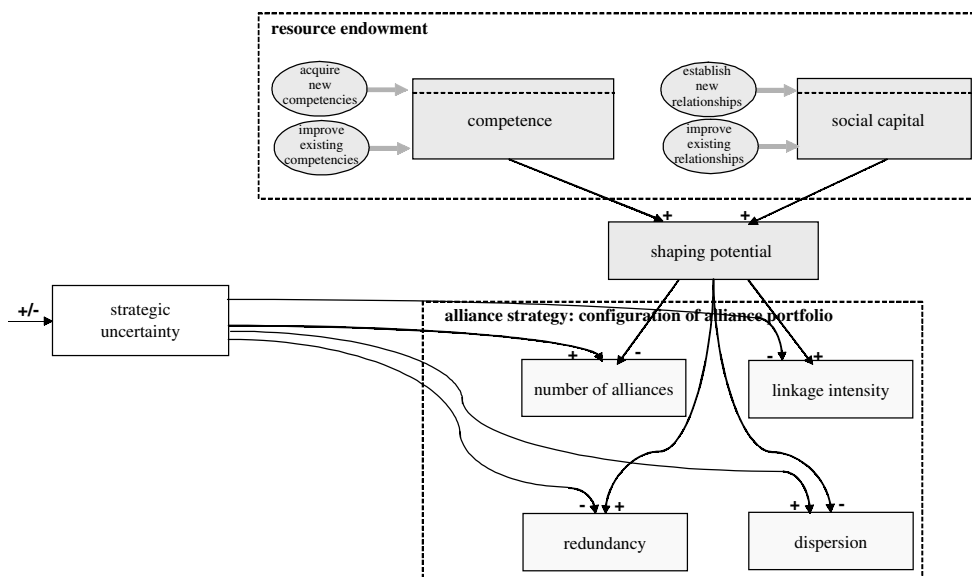 resource endowment
acquire
new
competencies
improve
existing
competencies
competence
establish
new
relationships
improve
existing
relationships
social capital
+ +
shaping potential
+/-
strategic
uncertainty
alliance strategy: configuration of alliance portfolio
+ -
number of alliances
- +
linkage intensity
- +
redundancy
+ -
dispersion